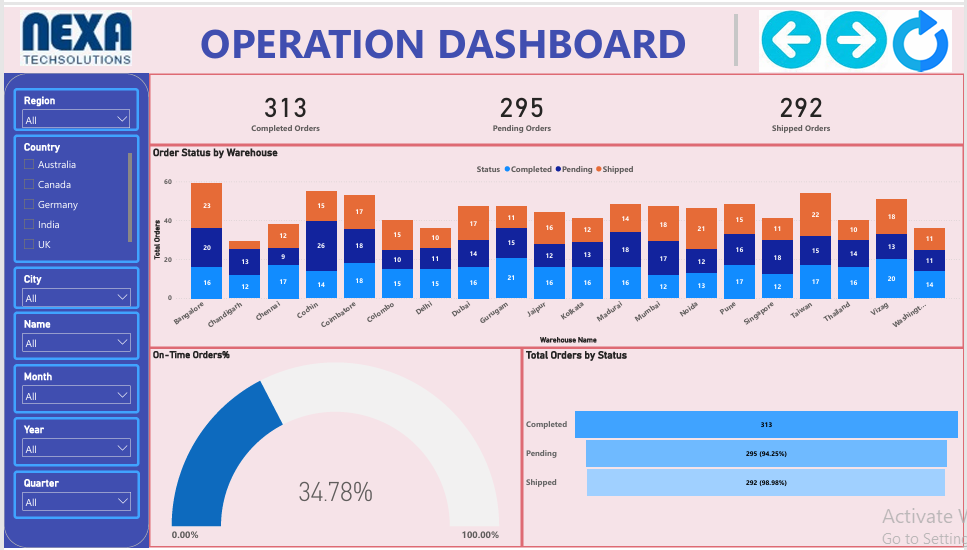 NEXA
TECHSOLUTIONS
OPERATION DASHBOARD
Region
All
Country
Australia
Canada
Germany
India
UK
City
All
Name
All
Month
All
Year
All
Quarter
All
313
Completed Orders
295
Pending Orders
292
Shipped Orders
Order Status by Warehouse
Status Completed Pending Shipped
Total Orders
60
40
20
0
23 12 15 17 15 10 17 11 16 12 14 18 21 15 11 22 10 18 11
20 13 9 26 18 10 11 14 15 12 13 18 17 12 16 18 15 14 13 11
16 12 17 14 18 15 15 16 21 16 16 16 12 13 17 12 17 16 20 14
Bangalore Chandigarh Chennai Cochin Coimbatore Colombo Delhi Dubai Gurugam Jaipur Kolkata Madurai Mumbai Noida Pune Singapore Taiwan Thailand Vizag Washingt...
Warehouse Name
On-Time Orders%
34.78%
0.00% 100.00%
Total Orders by Status
Completed 313
Pending 295 (94.25%)
Shipped 292 (98.98%)
Activate W
Go to Setting